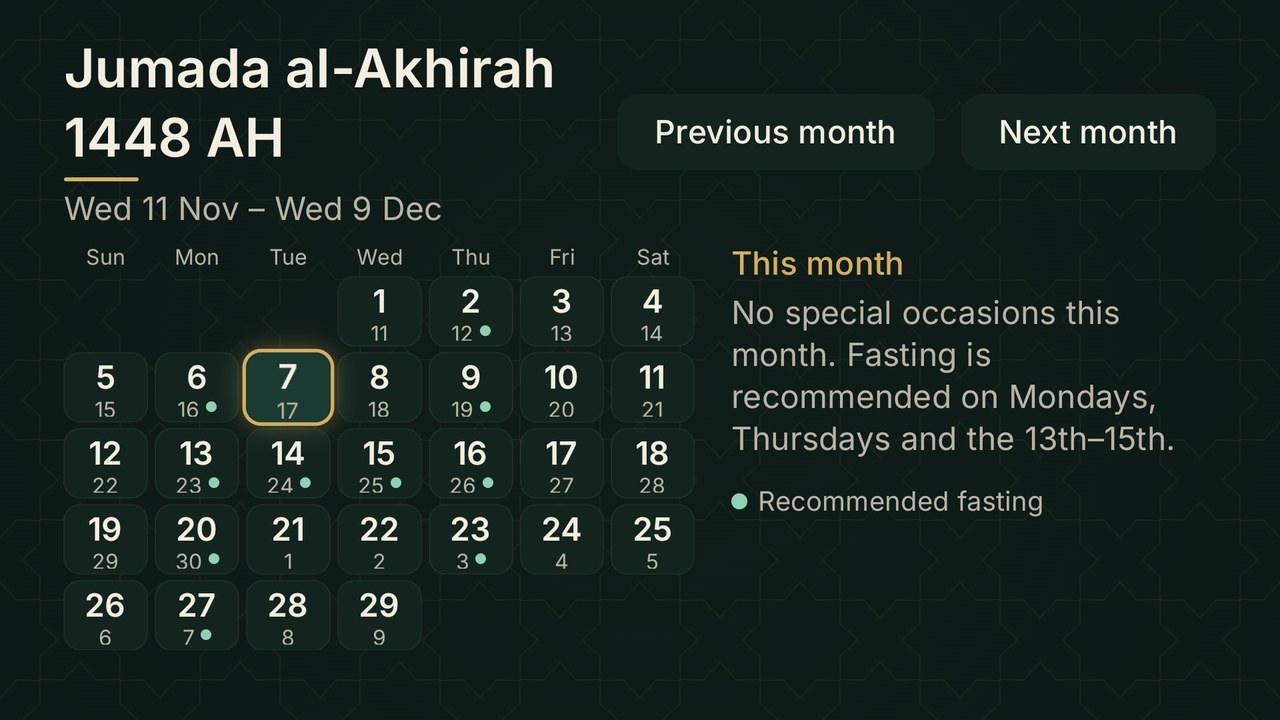 Jumada al-Akhirah
1448 AH
Previous month
Next month
Wed 11 Nov – Wed 9 Dec
Sun Mon Tue Wed Thu Fri Sat
1 2 3 4
11 12 13 14
5 6 7 8 9 10 11
15 16 17 18 19 20 21
12 13 14 15 16 17 18
22 23 24 25 26 27 28
19 20 21 22 23 24 25
29 30 1 2 3 4 5
26 27 28 29
6 7 8 9
This month
No special occasions this
month. Fasting is
recommended on Mondays,
Thursdays and the 13th–15th.
Recommended fasting